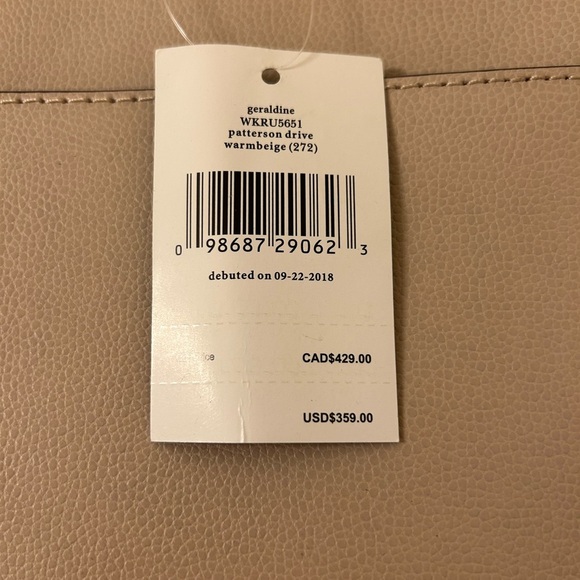 geraldine
WKRU5651
patterson drive
warmbeige (272)
0 98687 29062 3
debuted on 09-22-2018
CAD$429.00
USD$359.00